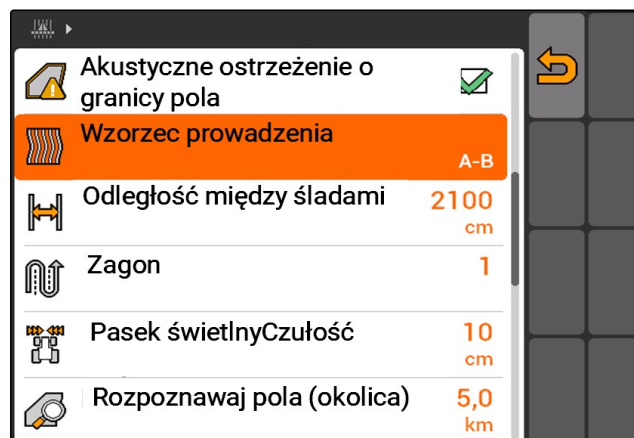 Akustyczne ostrzeżenie o
granicy pola
Wzorzec prowadzenia
A-B
Odległość między śladami
2100
cm
Zagon
1
Pasek świetlnyCzułość
10
cm
Rozpoznawaj pola (okolica)
5,0
km